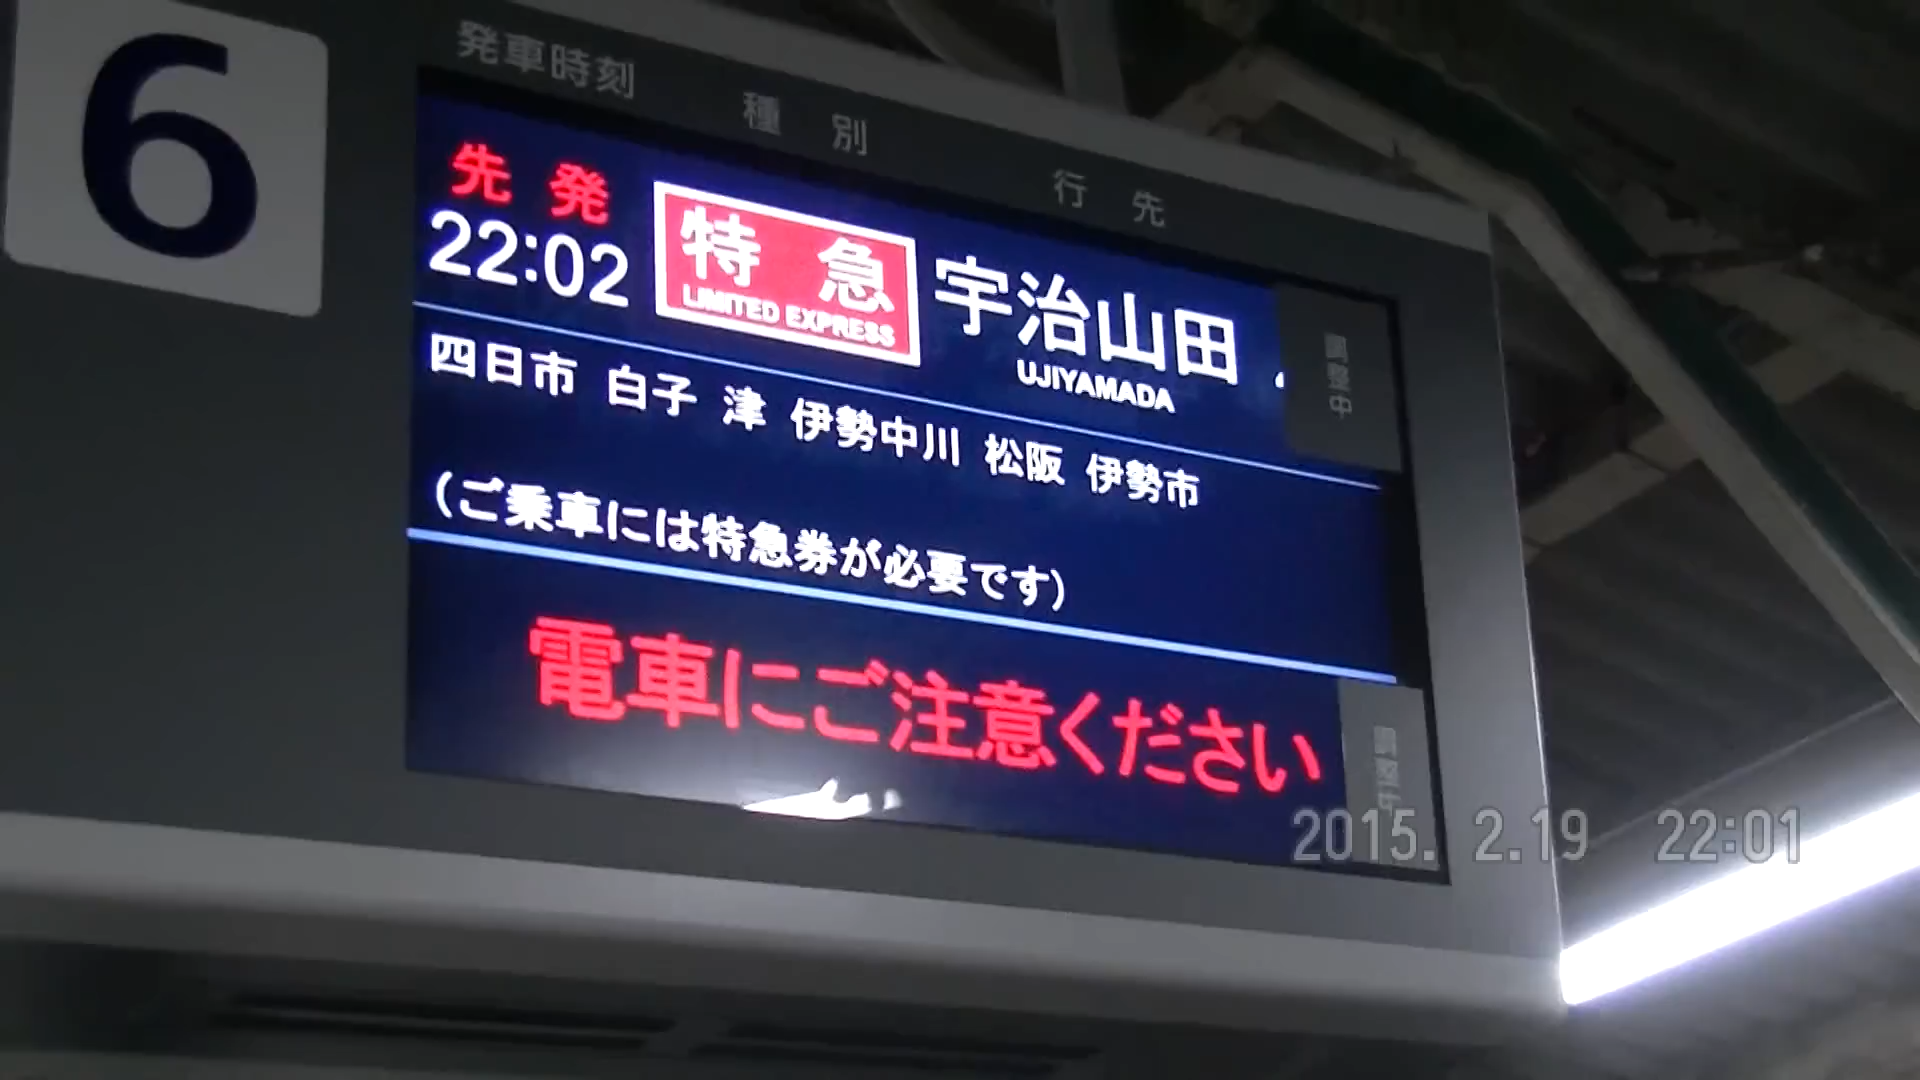 6
発車時刻 種別 行先
先発
22:02 特急 宇治山田
LIMITED EXPRESS UJIYAMADA
調整中
四日市 白子 津 伊勢中川 松阪 伊勢市
(ご乗車には特急券が必要です)
電車にご注意ください
調整中
2015. 2.19 22:01